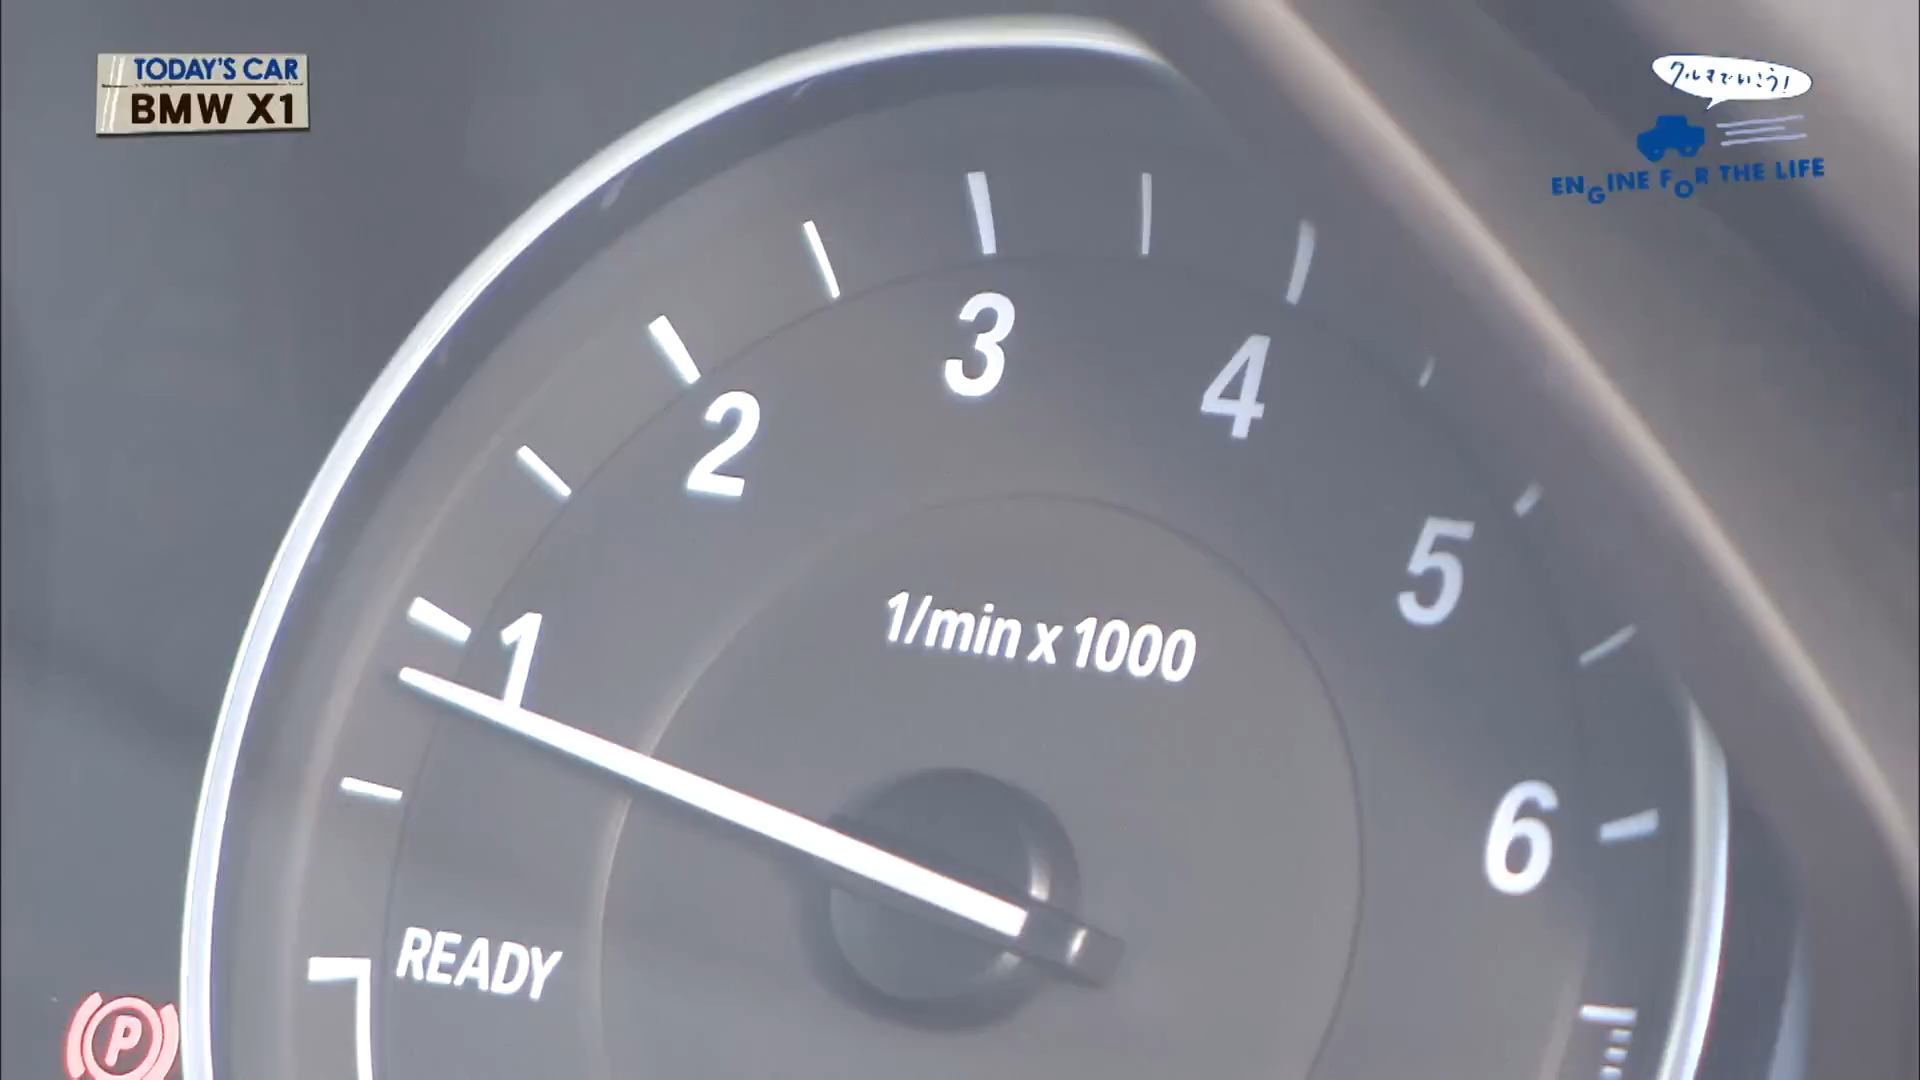 TODAY'S CAR
BMW X1
クルマでいこう!
ENGINE FOR THE LIFE
3
4
2
5
1/min x 1000
1
6
READY
P